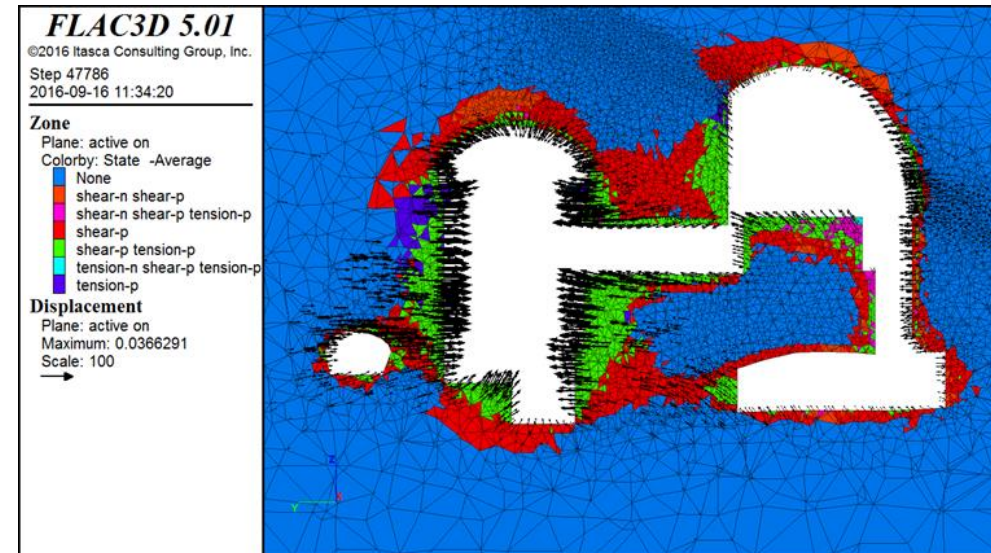 FLAC3D 5.01
©2016 Itasca Consulting Group, Inc.
Step 47786
2016-09-16 11:34:20
Zone
Plane: active on
Colorby: State -Average
None
shear-n shear-p
shear-n shear-p tension-p
shear-p
shear-p tension-p
tension-n shear-p tension-p
tension-p
Displacement
Plane: active on
Maximum: 0.0366291
Scale: 100
Z
Y
X